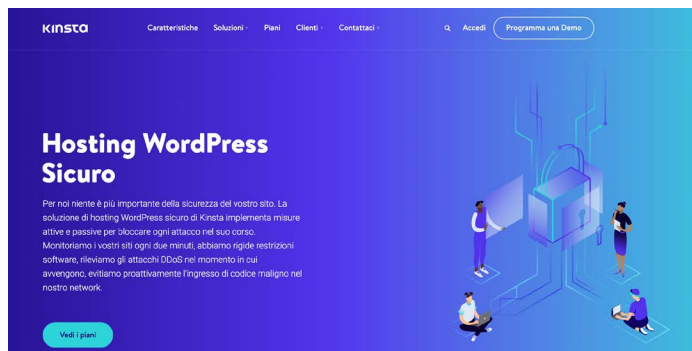 KINSTA
Caratteristiche Soluzioni Piani Clienti Contattaci Accedi Programma una Demo
Hosting WordPress
Sicuro
Per noi niente è più importante della sicurezza del vostro sito. La
soluzione di hosting WordPress sicuro di Kinsta implementa misure
attive e passive per bloccare ogni attacco nel suo corso.
Monitoriamo i vostri siti ogni due minuti, abbiamo rigide restrizioni
software, rileviamo gli attacchi DDoS nel momento in cui
avvengono, evitiamo proattivamente l'ingresso di codice maligno nel
nostro network.
Vedi i piani